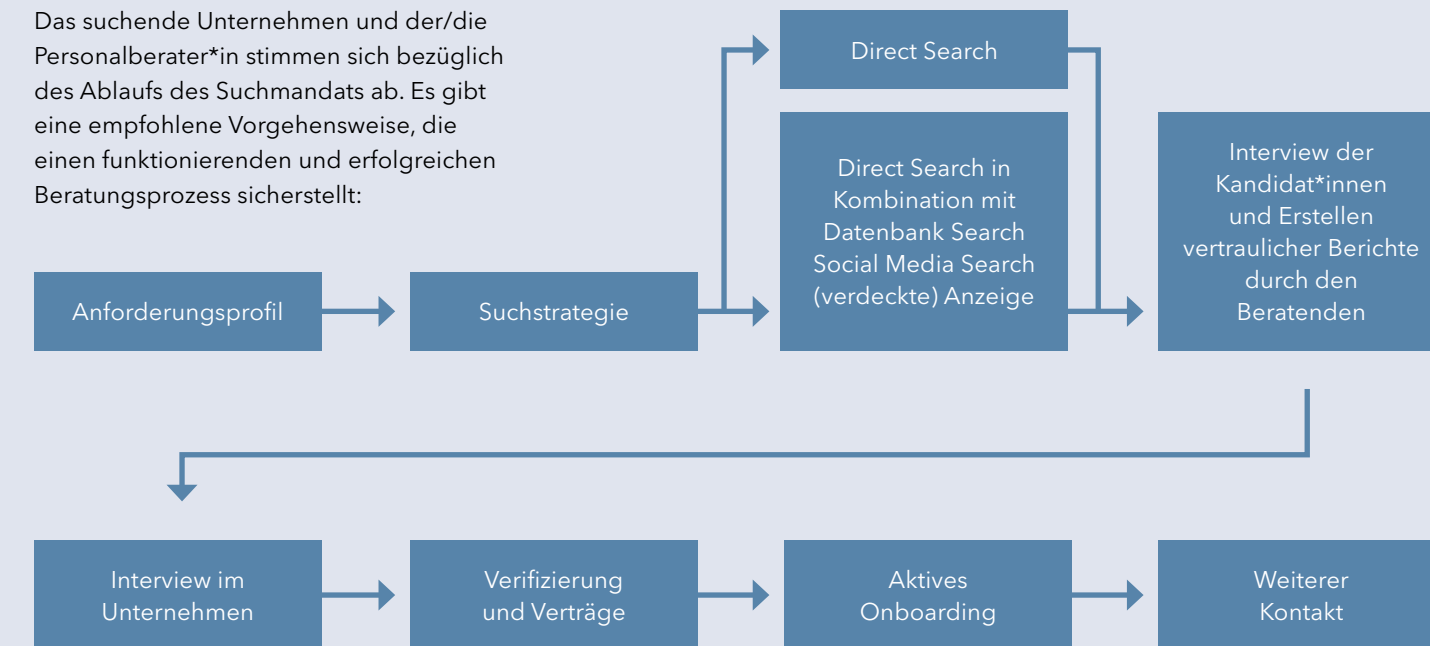 Das suchende Unternehmen und der/die
Personalberater*in stimmen sich bezüglich
des Ablaufs des Suchmandats ab. Es gibt
eine empfohlene Vorgehensweise, die
einen funktionierenden und erfolgreichen
Beratungsprozess sicherstellt:
Anforderungsprofil
Suchstrategie
Direct Search
Direct Search in
Kombination mit
Datenbank Search
Social Media Search
(verdeckte) Anzeige
Interview der
Kandidat*innen
und Erstellen
vertraulicher Berichte
durch den
Beratenden
Interview im
Unternehmen
Verifizierung
und Verträge
Aktives
Onboarding
Weiterer
Kontakt